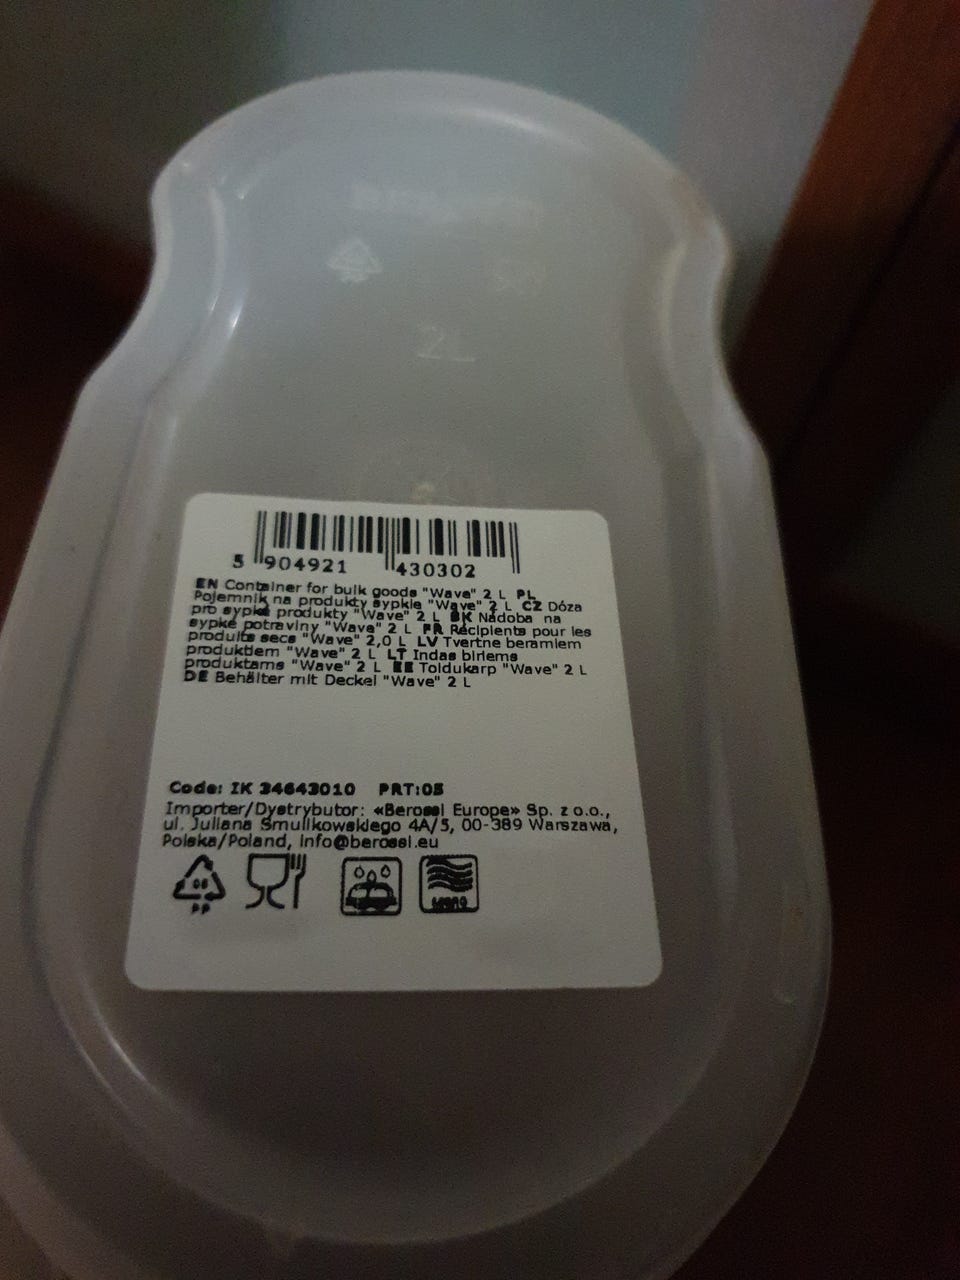 2L
5 904921 430302
EN Container for bulk goods "Wave" 2 L PL
Pojemnik na produkty sypkie "Wave" 2 L CZ Dóza
pro sypké produkty "Wave" 2 L SK Nádoba na
sypké potraviny "Wave" 2 L FR Récipients pour les
produits secs "Wave" 2,0 L LV Tvertne beramiem
produktiem "Wave" 2 L LT Indas biriems
produktams "Wave" 2 L EE Toidukarp "Wave" 2 L
DE Behälter mit Deckel "Wave" 2 L
Code: IK 34643010 PRT:05
Importer/Dystrybutor: «Berossi Europe» Sp. z o.o.,
ul. Juliana Smulikowskiego 4A/5, 00-389 Warszawa,
Polska/Poland, info@berossi.eu
PP